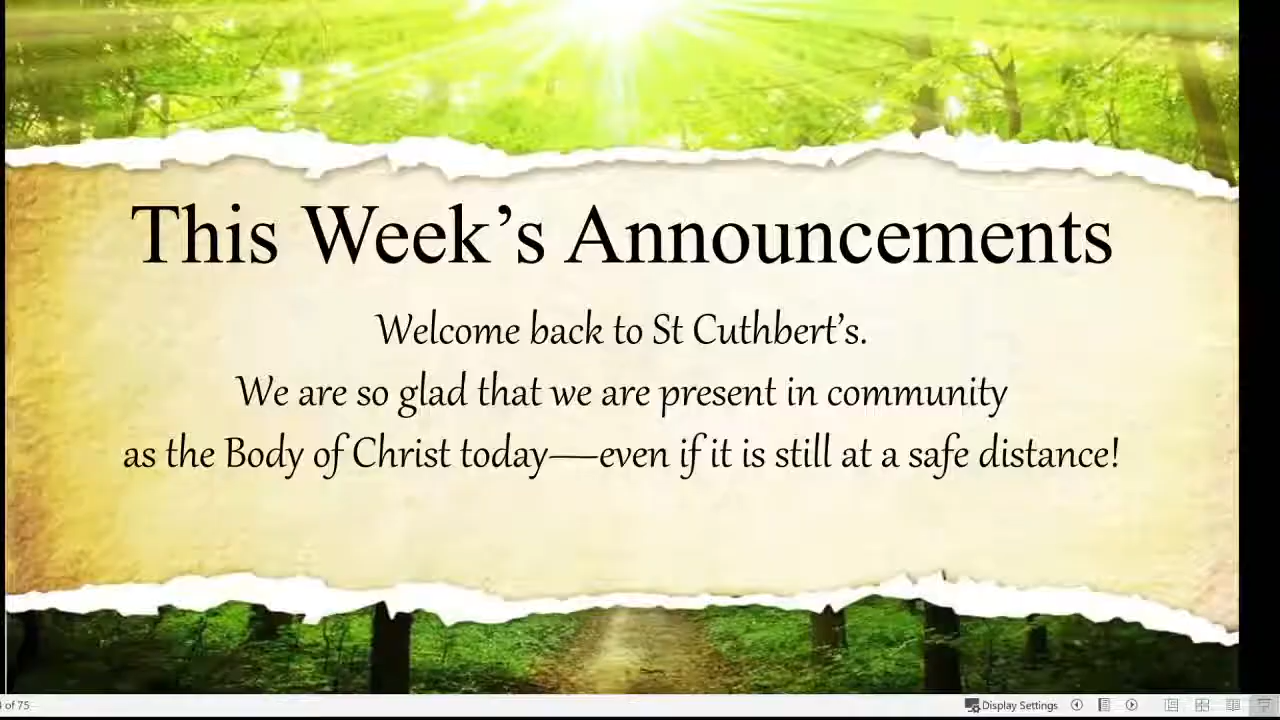 This Week’s Announcements
Welcome back to St Cuthbert’s.
We are so glad that we are present in community
as the Body of Christ today—even if it is still at a safe distance!
of 75 Display Settings